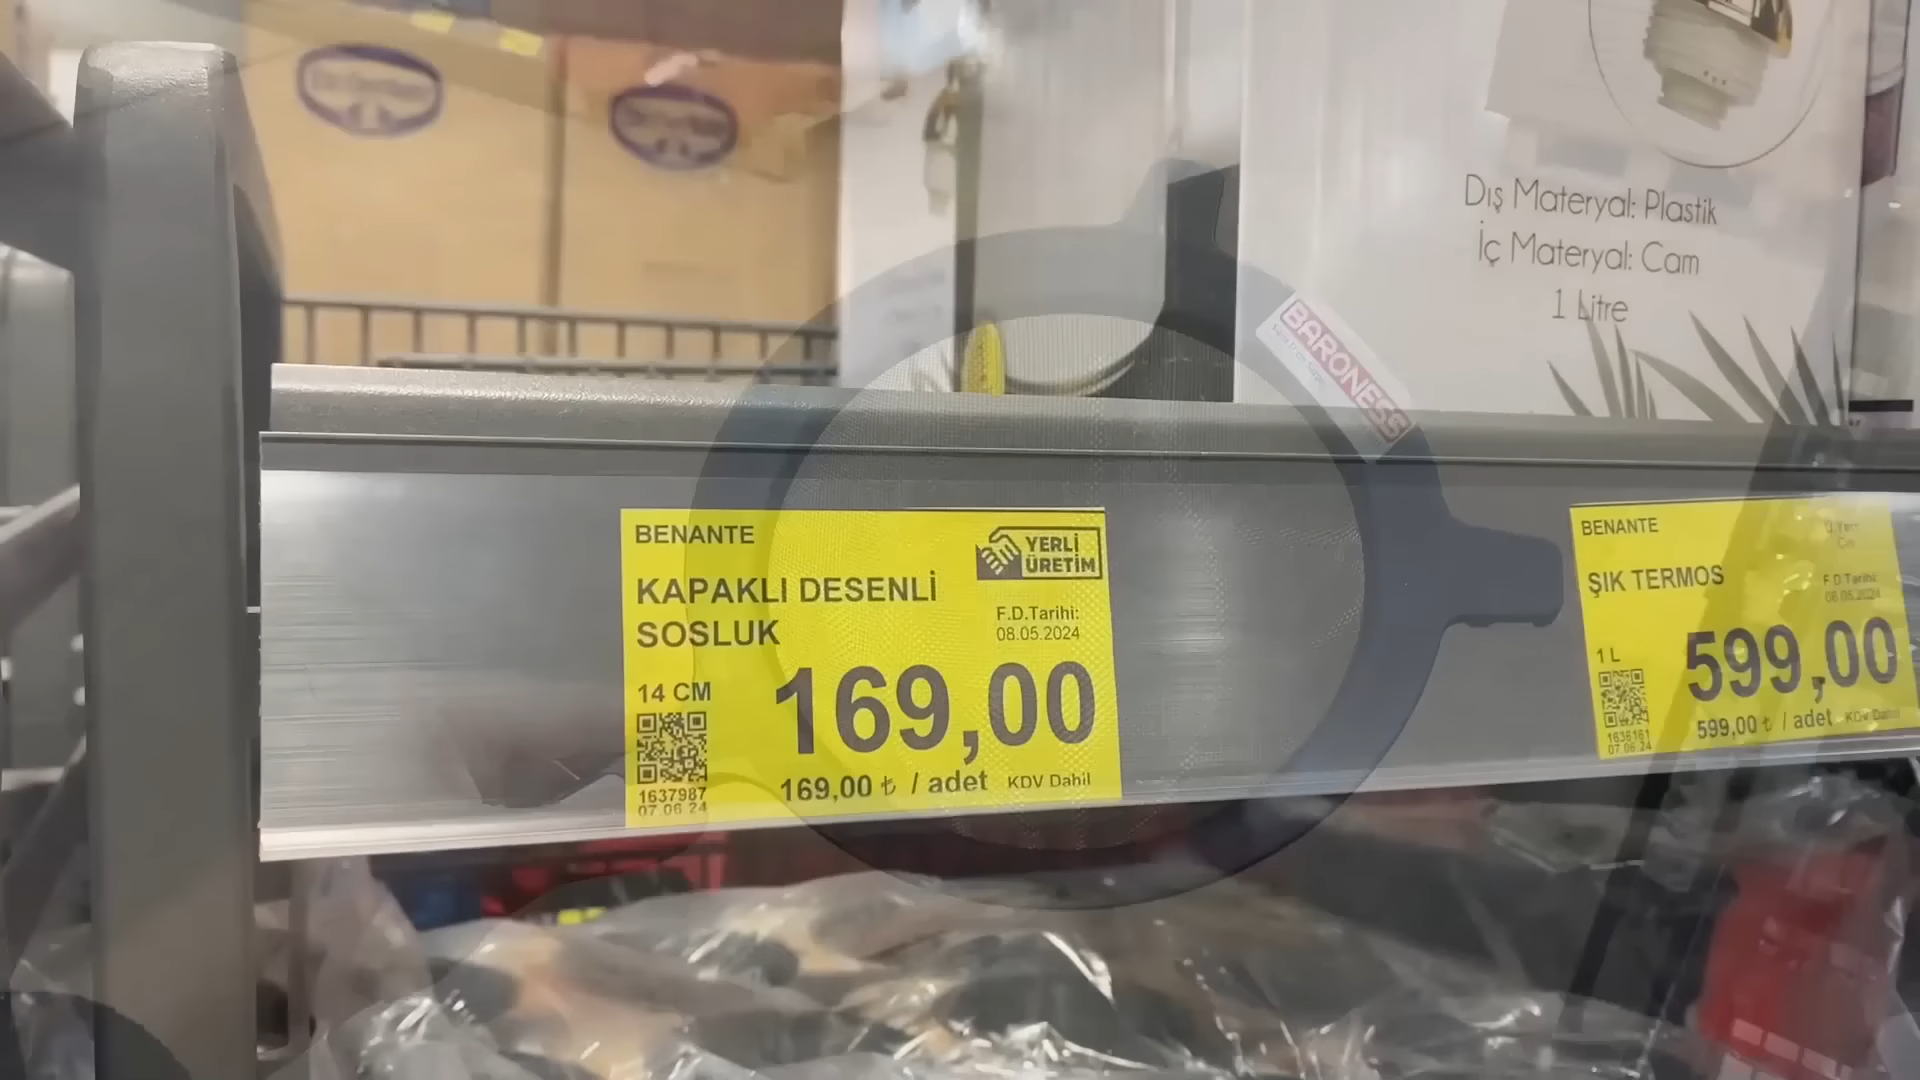 Dış Materyal: Plastik
İç Materyal: Cam
1 Litre
BARONESS
BENANTE
YERLİ
ÜRETİM
KAPAKLI DESENLİ
SOSLUK
F.D.Tarihi:
08.05.2024
14 CM
169,00
169,00 ₺ / adet KDV Dahil
1637987
07.06.24
BENANTE
ŞIK TERMOS
F.D.Tarihi:
08.05.2024
1 L
599,00
599,00 ₺ / adet KDV Dahil
1636161
07.06.24